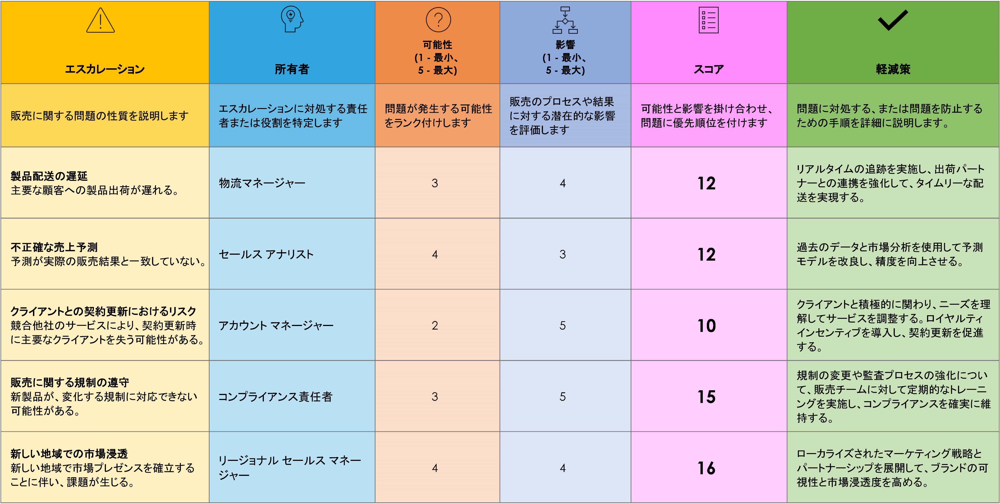 エスカレーション
所有者
可能性
(1 - 最小、
5 - 最大)
影響
(1 - 最小、
5 - 最大)
スコア
軽減策
販売に関する問題の性質を説明します
エスカレーションに対処する責任
者または役割を特定します
問題が発生する可能性
をランク付けします
販売のプロセスや結果
に対する潜在的な影響
を評価します
可能性と影響を掛け合わせ、
問題に優先順位を付けます
問題に対処する、または問題を防止する
ための手順を詳細に説明します。
製品配送の遅延
主要な顧客への製品出荷が遅れる。
物流マネージャー
3
4
12
リアルタイムの追跡を実施し、出荷パート
ナーとの連携を強化して、タイムリーな配
送を実現する。
不正確な売上予測
予測が実際の販売結果と一致していない。
セールス アナリスト
4
3
12
過去のデータと市場分析を使用して予測
モデルを改良し、精度を向上させる。
クライアントとの契約更新におけるリスク
競合他社のサービスにより、契約更新時
に主要なクライアントを失う可能性がある。
アカウント マネージャー
2
5
10
クライアントと積極的に関わり、ニーズを理
解してサービスを調整する。ロイヤルティ
インセンティブを導入し、契約更新を促進
する。
販売に関する規制の遵守
新製品が、変化する規制に対応できない
可能性がある。
コンプライアンス責任者
3
5
15
規制の変更や監査プロセスの強化につい
て、販売チームに対して定期的なトレーニ
ングを実施し、コンプライアンスを確実に維
持する。
新しい地域での市場浸透
新しい地域で市場プレゼンスを確立する
ことに伴い、課題が生じる。
リージョナル セールス マネー
ジャー
4
4
16
ローカライズされたマーケティング戦略と
パートナーシップを展開して、ブランドの可
視性と市場浸透度を高める。